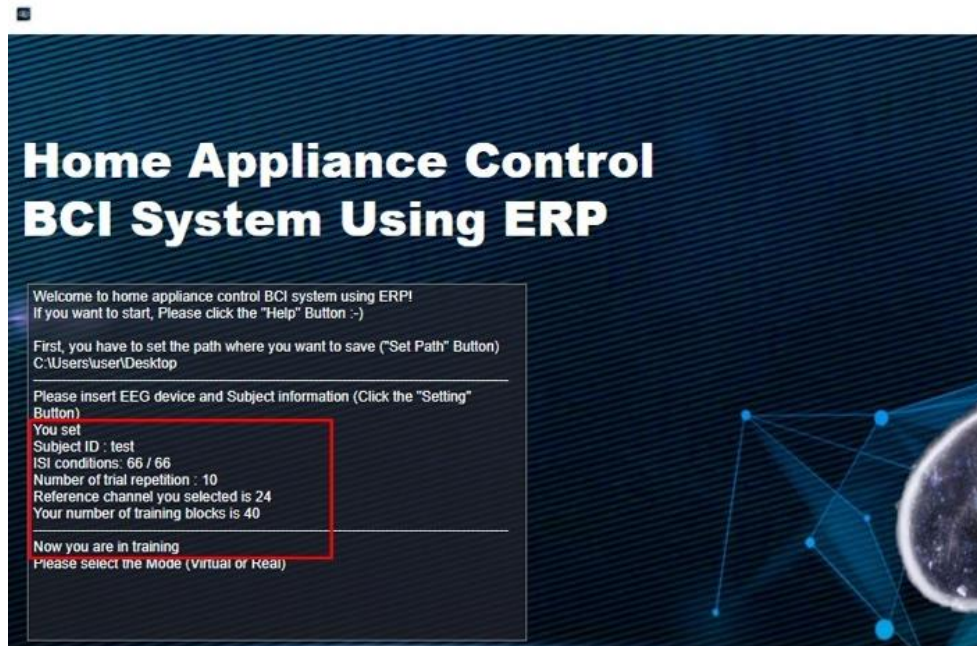 Home Appliance Control
BCI System Using ERP
Welcome to home appliance control BCI system using ERP!
If you want to start, Please click the "Help" Button :-)
First, you have to set the path where you want to save ("Set Path" Button)
C:\Users\user\Desktop
Please insert EEG device and Subject information (Click the "Setting"
Button)
You set
Subject ID : test
ISI conditions: 66 / 66
Number of trial repetition : 10
Reference channel you selected is 24
Your number of training blocks is 40
Now you are in training
Please select the Mode (Virtual or Real)